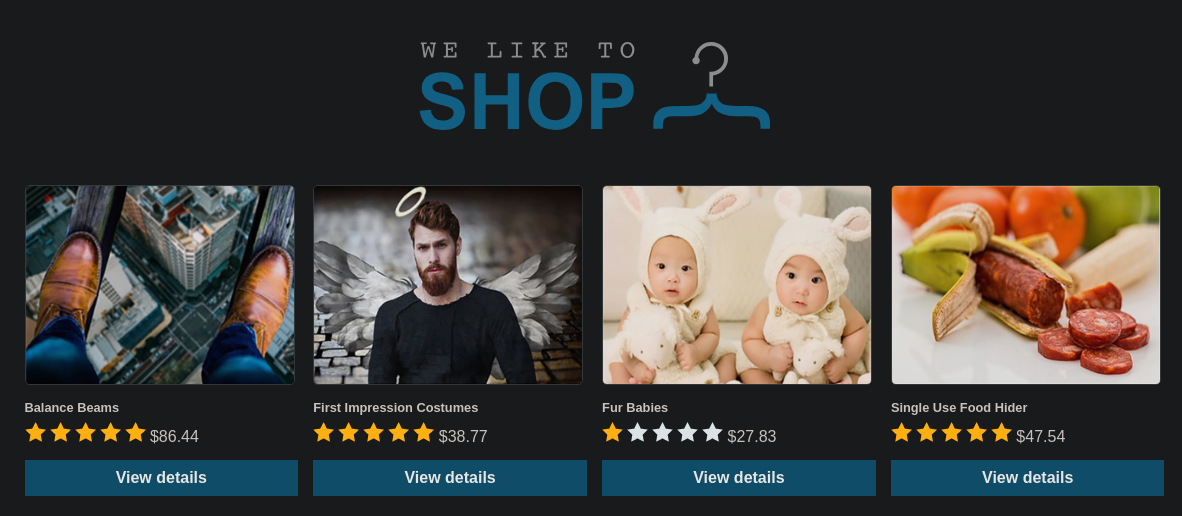 WE LIKE TO
SHOP
Balance Beams
$86.44
View details
First Impression Costumes
$38.77
View details
Fur Babies
$27.83
View details
Single Use Food Hider
$47.54
View details